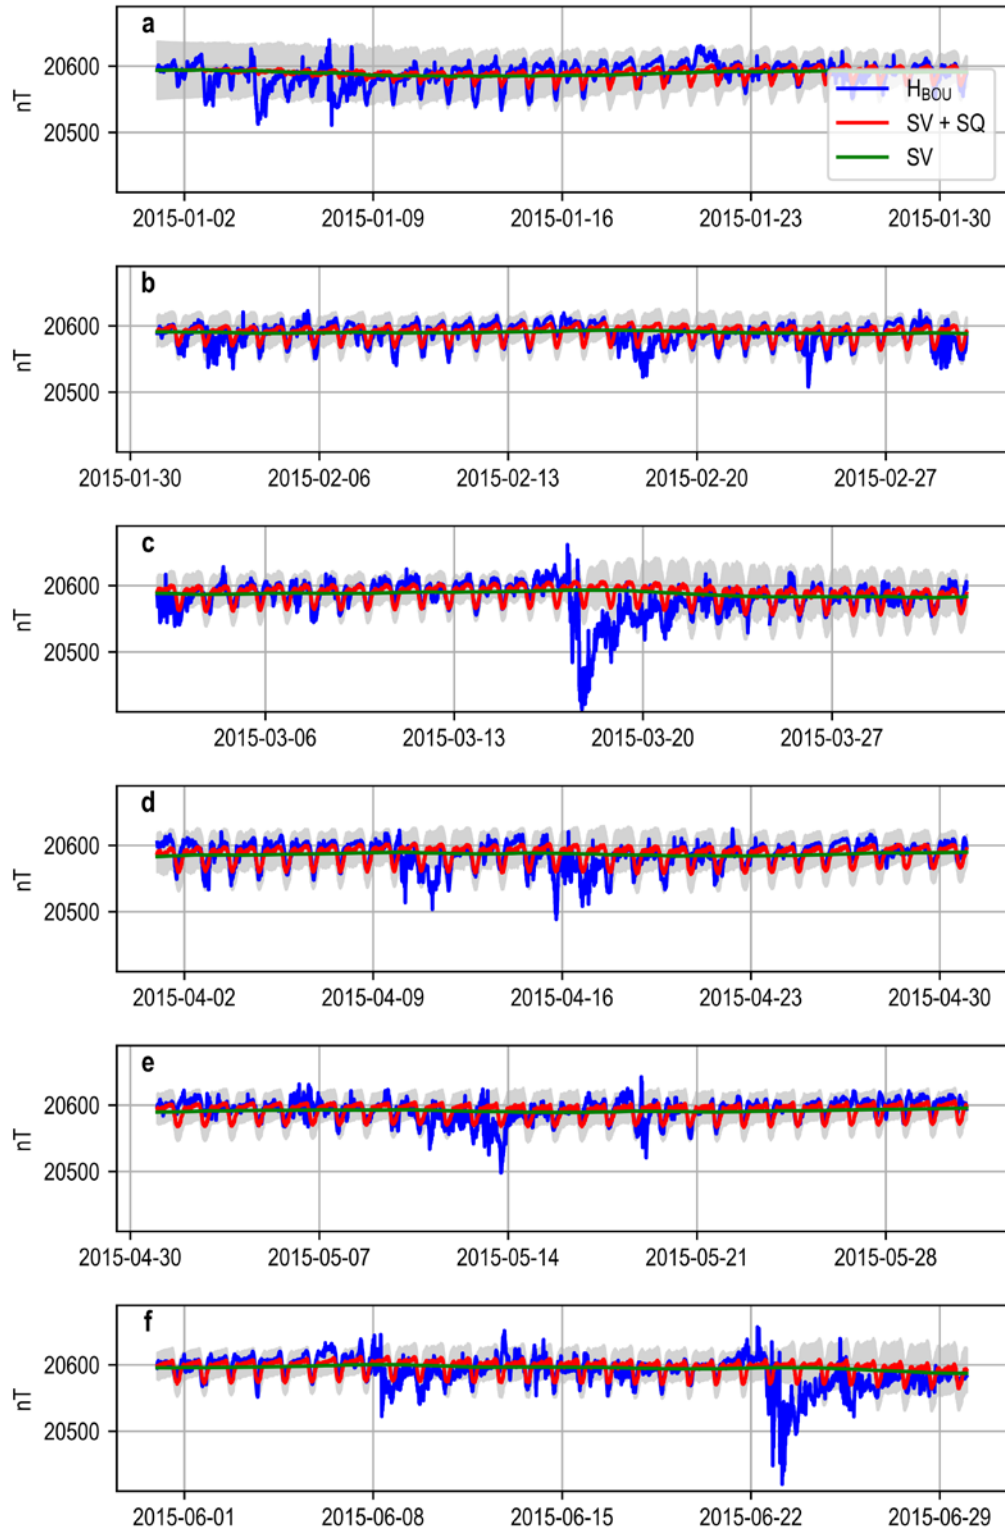 a
20600
nT
20500
H_BOU
SV + SQ
SV
2015-01-02 2015-01-09 2015-01-16 2015-01-23 2015-01-30
b
20600
nT
20500
2015-01-30 2015-02-06 2015-02-13 2015-02-20 2015-02-27
c
20600
nT
20500
2015-03-06 2015-03-13 2015-03-20 2015-03-27
d
20600
nT
20500
2015-04-02 2015-04-09 2015-04-16 2015-04-23 2015-04-30
e
20600
nT
20500
2015-04-30 2015-05-07 2015-05-14 2015-05-21 2015-05-28
f
20600
nT
20500
2015-06-01 2015-06-08 2015-06-15 2015-06-22 2015-06-29